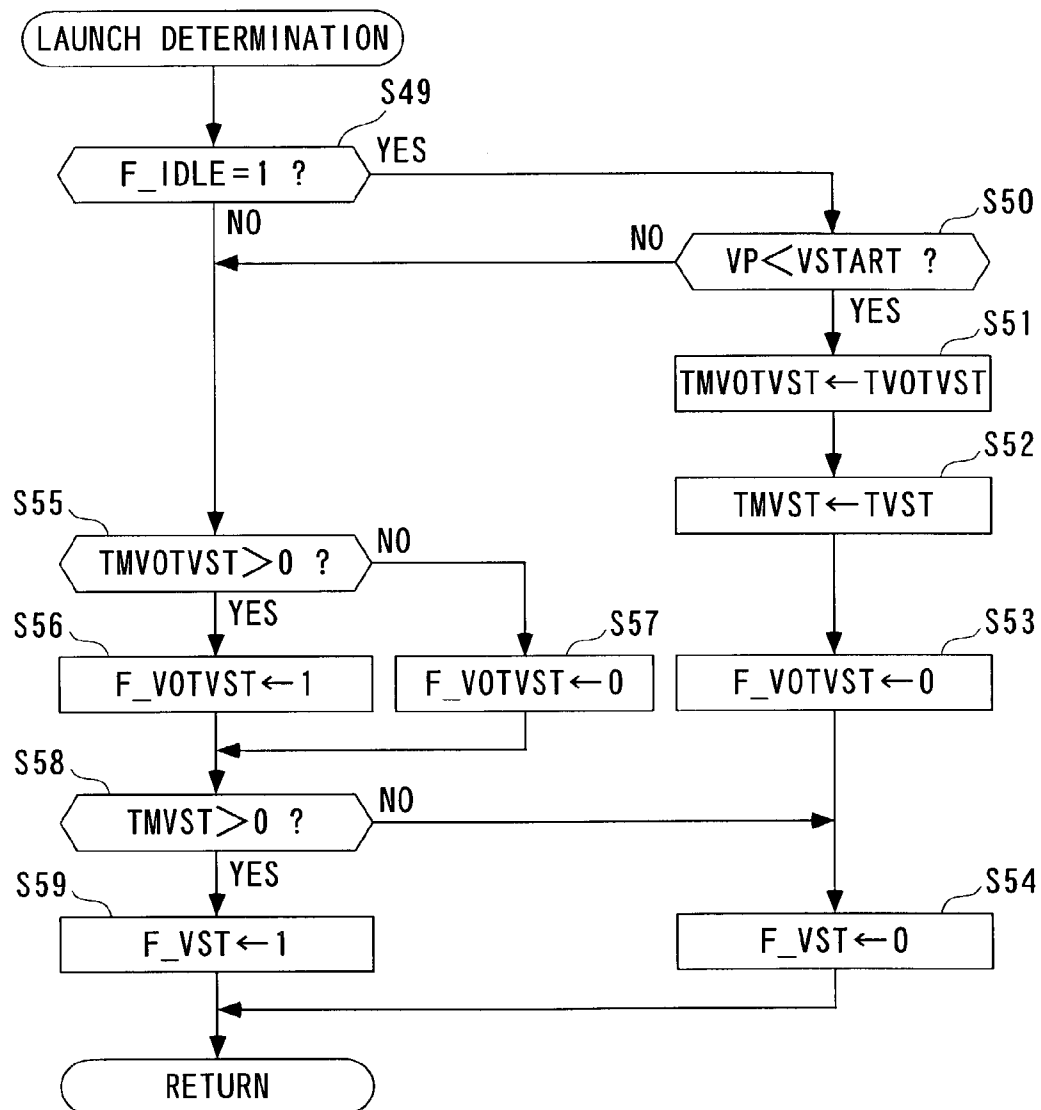 LAUNCH DETERMINATION
S49
F_IDLE=1 ?
YES
NO
S50
NO
VP<VSTART ?
YES
S51
TMVOTVST←TVOTVST
S52
TMVST←TVST
S55
TMVOTVST>0 ?
NO
YES
S56
F_VOTVST←1
S57
F_VOTVST←0
S53
F_VOTVST←0
S58
TMVST>0 ?
NO
YES
S59
F_VST←1
S54
F_VST←0
RETURN